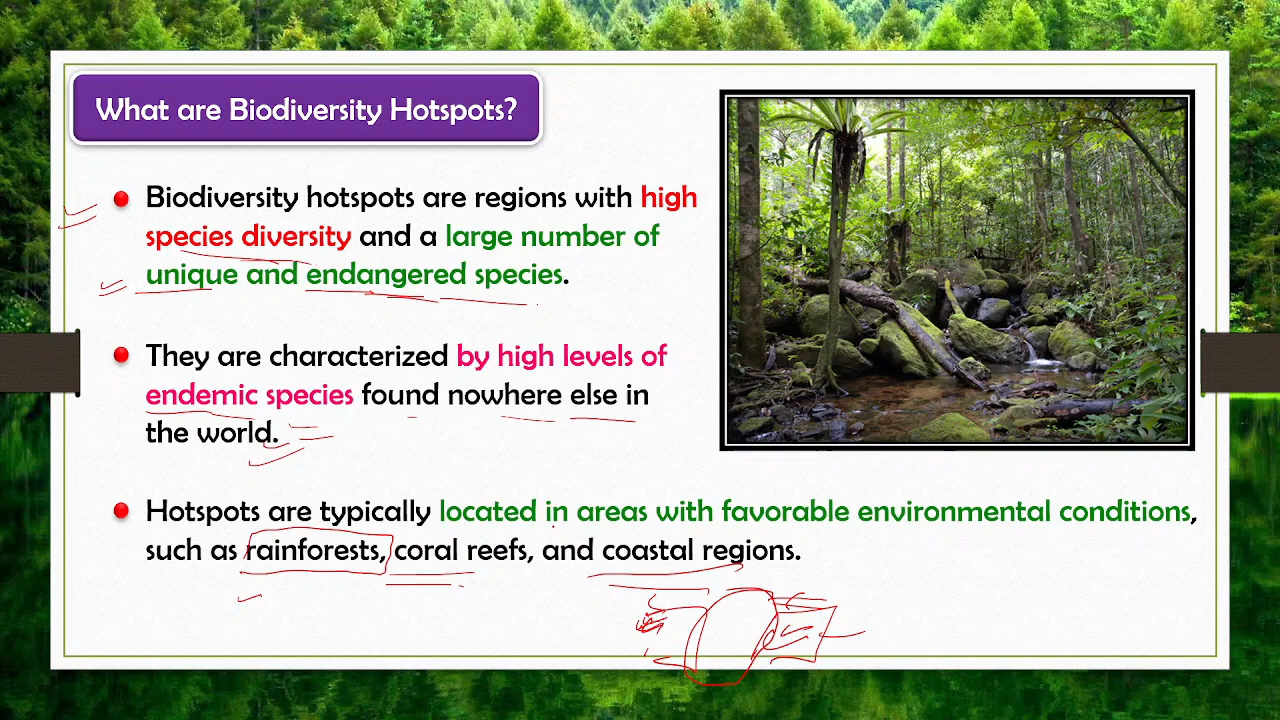 What are Biodiversity Hotspots?
Biodiversity hotspots are regions with high
species diversity and a large number of
unique and endangered species.
They are characterized by high levels of
endemic species found nowhere else in
the world.
Hotspots are typically located in areas with favorable environmental conditions,
such as rainforests, coral reefs, and coastal regions.